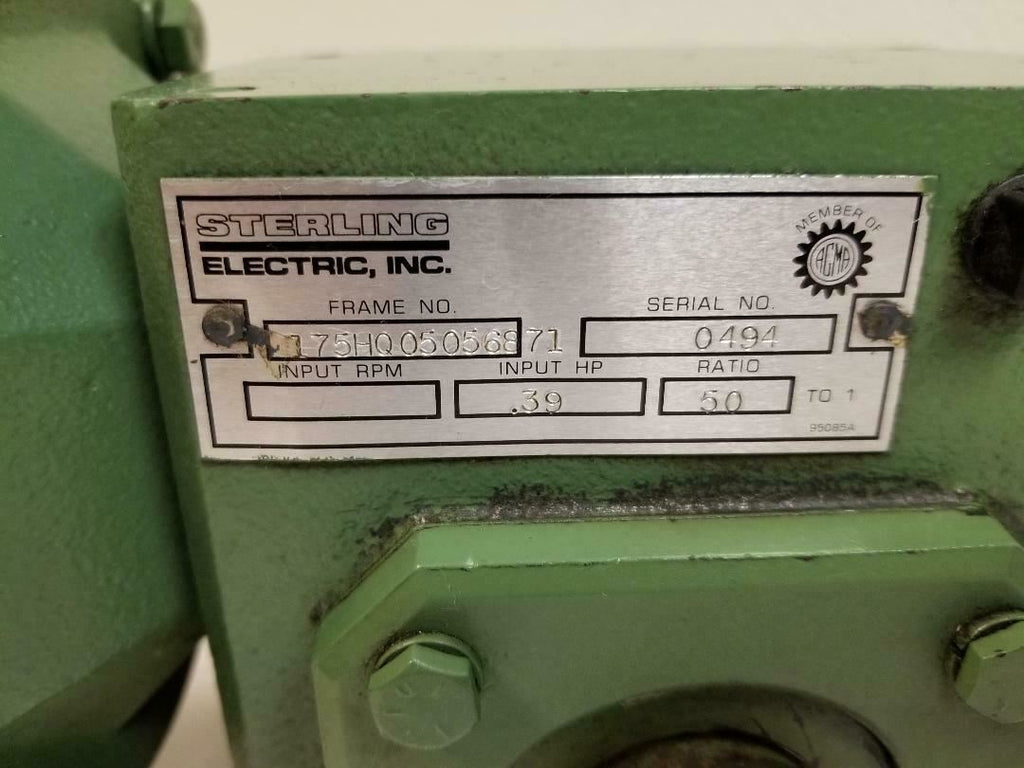 STERLING
ELECTRIC, INC.
MEMBER OF
AGMA
FRAME NO.
SERIAL NO.
175HQ05056871
0494
INPUT RPM
INPUT HP
RATIO
.39
50
TO 1
95085A